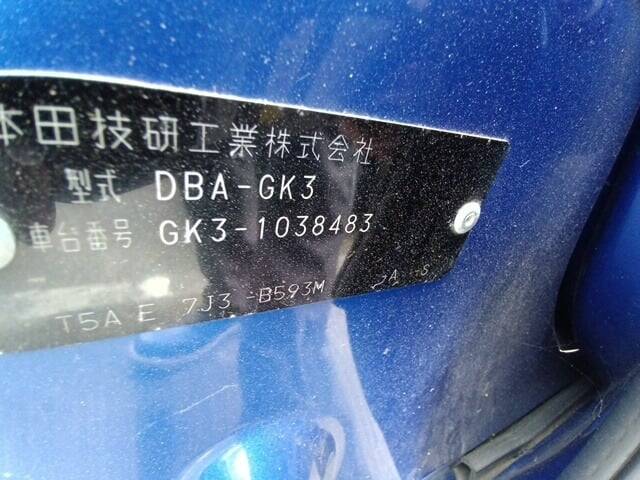 本田技研工業株式会社
型式 DBA-GK3
車台番号 GK3-1038483
T5A E 7J3 -B593M A -S